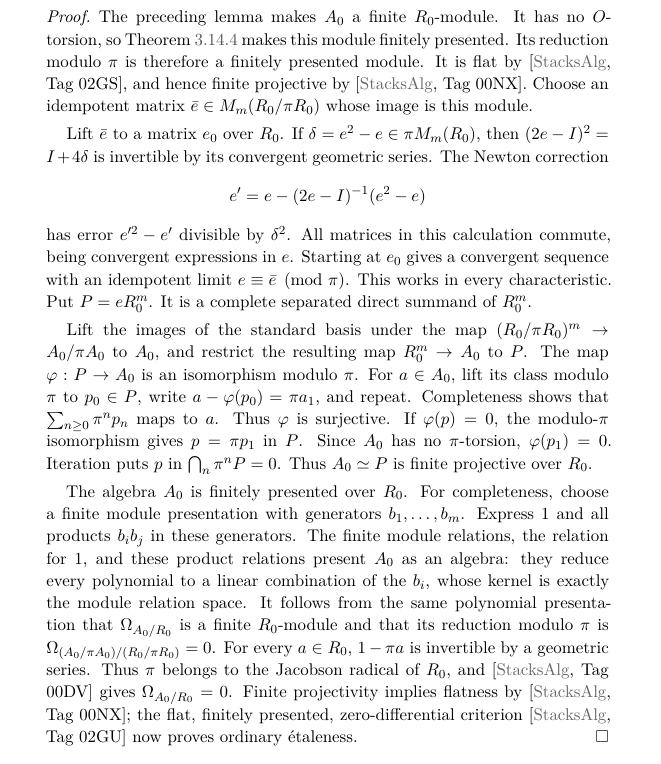 Proof. The preceding lemma makes A₀ a finite R₀-module. It has no O-
torsion, so Theorem 3.14.4 makes this module finitely presented. Its reduction
modulo π is therefore a finitely presented module. It is flat by [StacksAlg,
Tag 02GS], and hence finite projective by [StacksAlg, Tag 00NX]. Choose an
idempotent matrix ē ∈ Mₘ(R₀/πR₀) whose image is this module.
Lift ē to a matrix e₀ over R₀. If δ = e² − e ∈ πMₘ(R₀), then (2e − I)² =
I + 4δ is invertible by its convergent geometric series. The Newton correction
e′ = e − (2e − I)⁻¹(e² − e)
has error e′² − e′ divisible by δ². All matrices in this calculation commute,
being convergent expressions in e. Starting at e₀ gives a convergent sequence
with an idempotent limit e ≡ ē (mod π). This works in every characteristic.
Put P = eR₀ᵐ. It is a complete separated direct summand of R₀ᵐ.
Lift the images of the standard basis under the map (R₀/πR₀)ᵐ →
A₀/πA₀ to A₀, and restrict the resulting map R₀ᵐ → A₀ to P. The map
φ : P → A₀ is an isomorphism modulo π. For a ∈ A₀, lift its class modulo
π to p₀ ∈ P, write a − φ(p₀) = πa₁, and repeat. Completeness shows that
∑ₙ≥₀ πⁿpₙ maps to a. Thus φ is surjective. If φ(p) = 0, the modulo-π
isomorphism gives p = πp₁ in P. Since A₀ has no π-torsion, φ(p₁) = 0.
Iteration puts p in ⋂ₙ πⁿP = 0. Thus A₀ ≃ P is finite projective over R₀.
The algebra A₀ is finitely presented over R₀. For completeness, choose
a finite module presentation with generators b₁, . . . , bₘ. Express 1 and all
products bᵢbⱼ in these generators. The finite module relations, the relation
for 1, and these product relations present A₀ as an algebra: they reduce
every polynomial to a linear combination of the bᵢ, whose kernel is exactly
the module relation space. It follows from the same polynomial presenta-
tion that Ω_{A₀/R₀} is a finite R₀-module and that its reduction modulo π is
Ω_{(A₀/πA₀)/(R₀/πR₀)} = 0. For every a ∈ R₀, 1 − πa is invertible by a geometric
series. Thus π belongs to the Jacobson radical of R₀, and [StacksAlg, Tag
00DV] gives Ω_{A₀/R₀} = 0. Finite projectivity implies flatness by [StacksAlg,
Tag 00NX]; the flat, finitely presented, zero-differential criterion [StacksAlg,
Tag 02GU] now proves ordinary étaleness. □